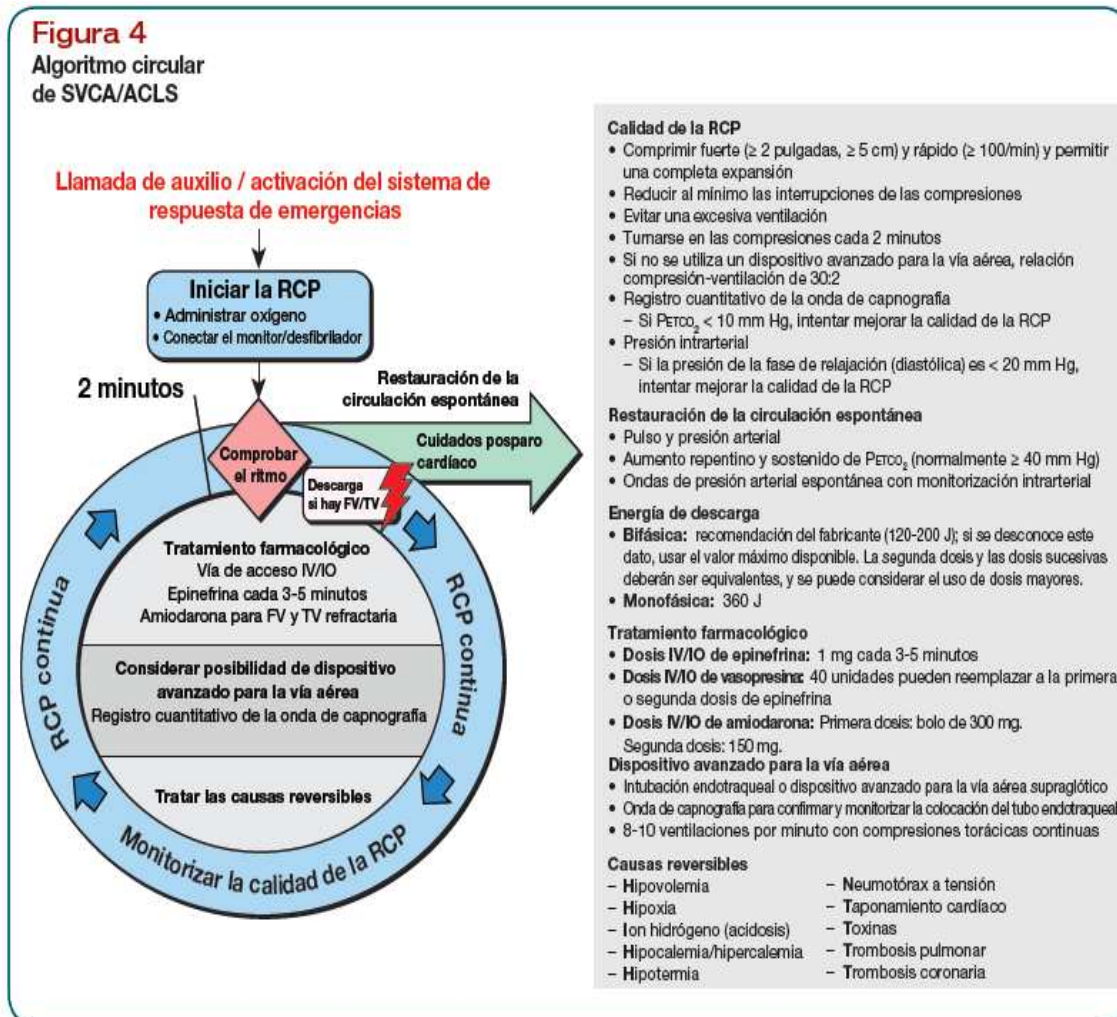 Figura 4
Algoritmo circular
de SVCA/ACLS
Llamada de auxilio / activación del sistema de
respuesta de emergencias
Iniciar la RCP
• Administrar oxígeno
• Conectar el monitor/desfibrilador
2 minutos
Restauración de la
circulación espontánea
Cuidados posparo
cardíaco
Comprobar
el ritmo
Descarga
si hay FV/TV
Tratamiento farmacológico
Vía de acceso IV/IO
Epinefrina cada 3-5 minutos
Amiodarona para FV y TV refractaria
Considerar posibilidad de dispositivo
avanzado para la vía aérea
Registro cuantitativo de la onda de capnografía
Tratar las causas reversibles
RCP continua
RCP continua
Monitorizar la calidad de la RCP
Calidad de la RCP
• Comprimir fuerte (≥ 2 pulgadas, ≥ 5 cm) y rápido (≥ 100/min) y permitir
una completa expansión
• Reducir al mínimo las interrupciones de las compresiones
• Evitar una excesiva ventilación
• Turnarse en las compresiones cada 2 minutos
• Si no se utiliza un dispositivo avanzado para la vía aérea, relación
compresión-ventilación de 30:2
• Registro cuantitativo de la onda de capnografía
– Si PETCO₂ < 10 mm Hg, intentar mejorar la calidad de la RCP
• Presión intrarterial
– Si la presión de la fase de relajación (diastólica) es < 20 mm Hg,
intentar mejorar la calidad de la RCP
Restauración de la circulación espontánea
• Pulso y presión arterial
• Aumento repentino y sostenido de PETCO₂ (normalmente ≥ 40 mm Hg)
• Ondas de presión arterial espontánea con monitorización intrarterial
Energía de descarga
• Bifásica: recomendación del fabricante (120-200 J); si se desconoce este
dato, usar el valor máximo disponible. La segunda dosis y las dosis sucesivas
deberán ser equivalentes, y se puede considerar el uso de dosis mayores.
• Monofásica: 360 J
Tratamiento farmacológico
• Dosis IV/IO de epinefrina: 1 mg cada 3-5 minutos
• Dosis IV/IO de vasopresina: 40 unidades pueden reemplazar a la primera
o segunda dosis de epinefrina
• Dosis IV/IO de amiodarona: Primera dosis: bolo de 300 mg.
Segunda dosis: 150 mg.
Dispositivo avanzado para la vía aérea
• Intubación endotraqueal o dispositivo avanzado para la vía aérea supraglótico
• Onda de capnografía para confirmar y monitorizar la colocación del tubo endotraqueal
• 8-10 ventilaciones por minuto con compresiones torácicas continuas
Causas reversibles
– Hipovolemia
– Hipoxia
– Ion hidrógeno (acidosis)
– Hipocalemia/hipercalemia
– Hipotermia
– Neumotórax a tensión
– Taponamiento cardíaco
– Toxinas
– Trombosis pulmonar
– Trombosis coronaria